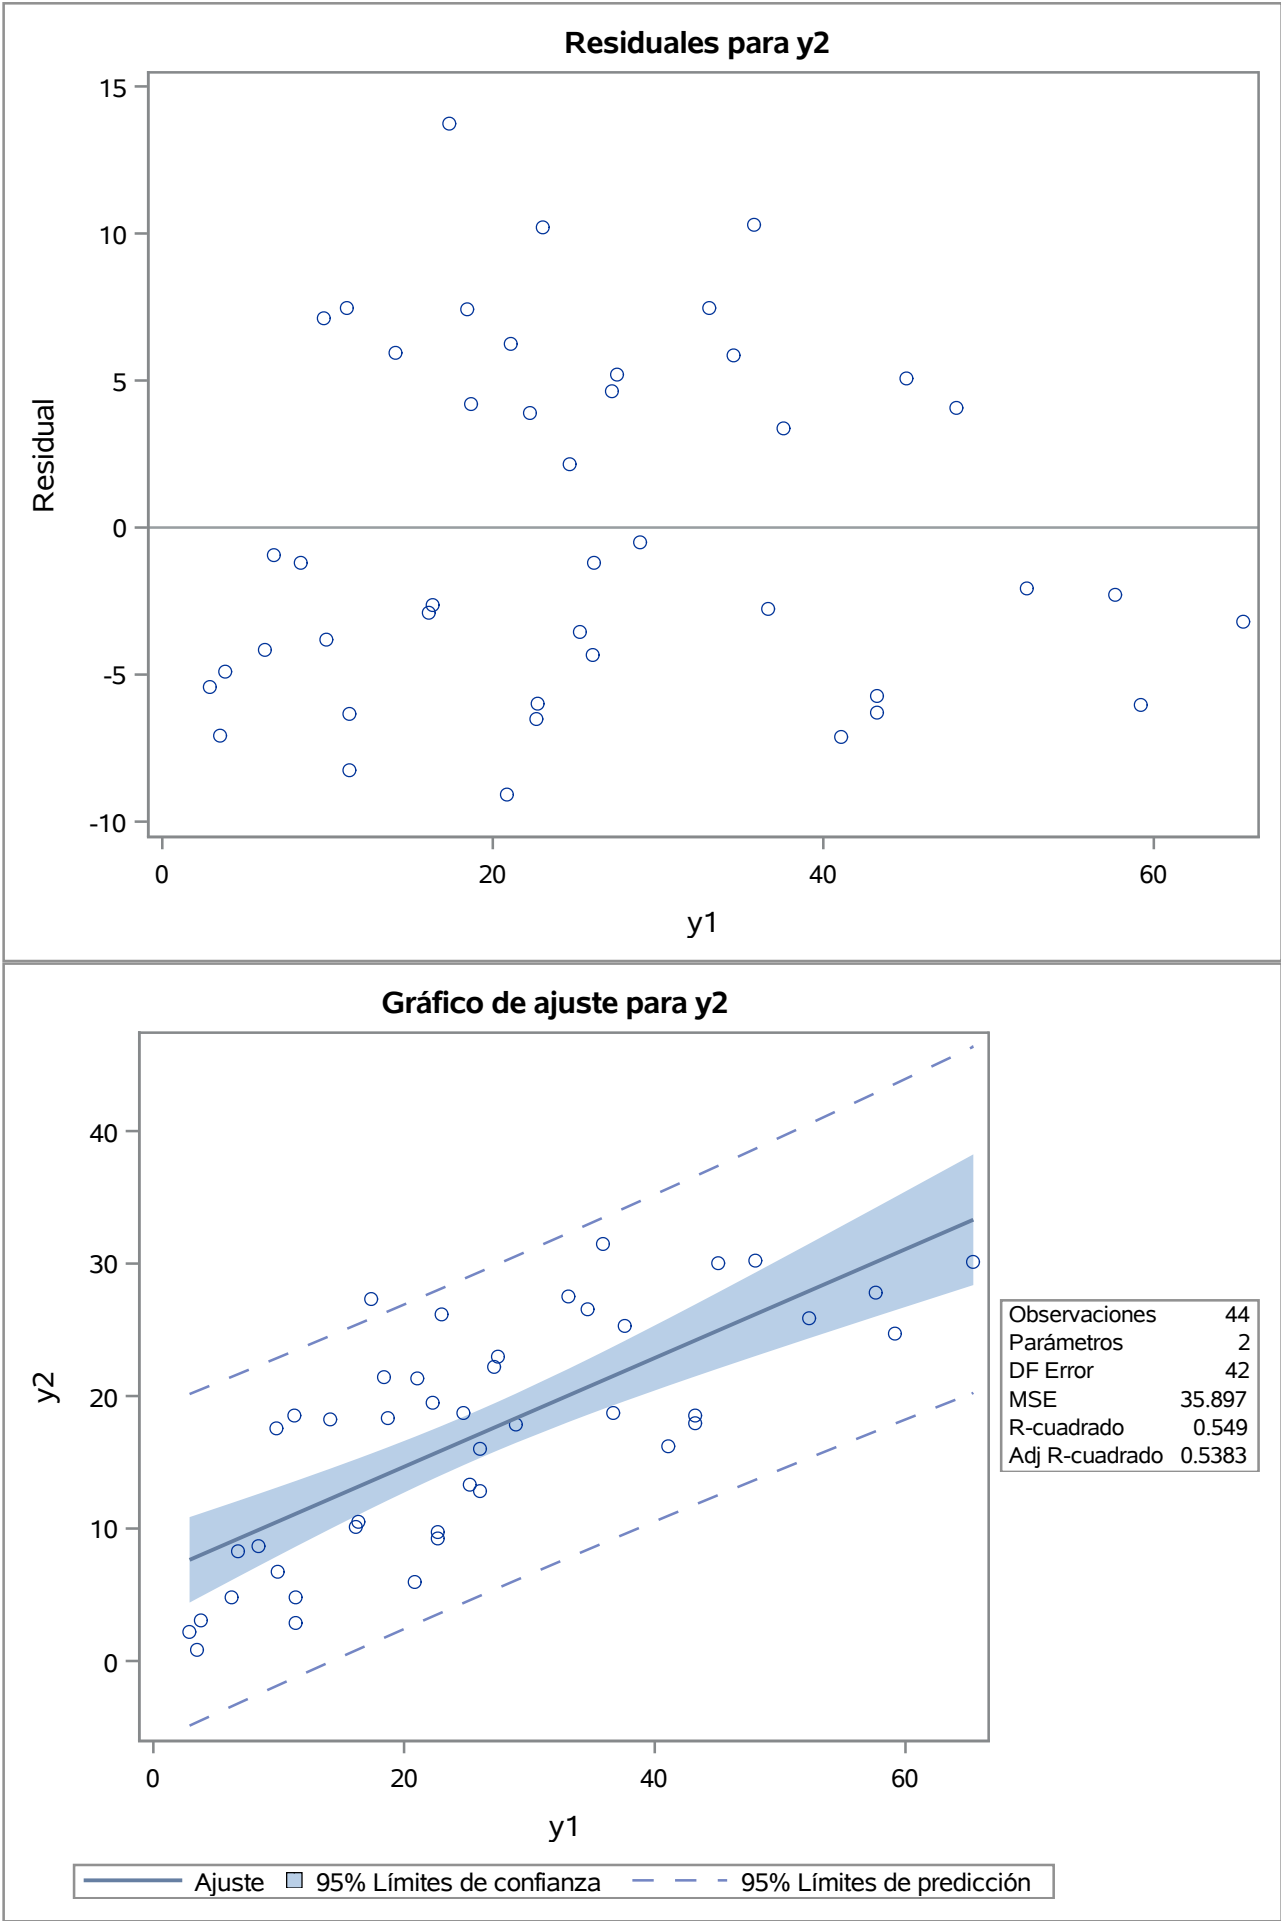 Residuales para y2
15
10
5
0
-5
-10
Residual
0 20 40 60
y1
Gráfico de ajuste para y2
40
30
20
10
0
y2
0 20 40 60
y1
Observaciones 44
Parámetros 2
DF Error 42
MSE 35.897
R-cuadrado 0.549
Adj R-cuadrado 0.5383
Ajuste 95% Límites de confianza 95% Límites de predicción